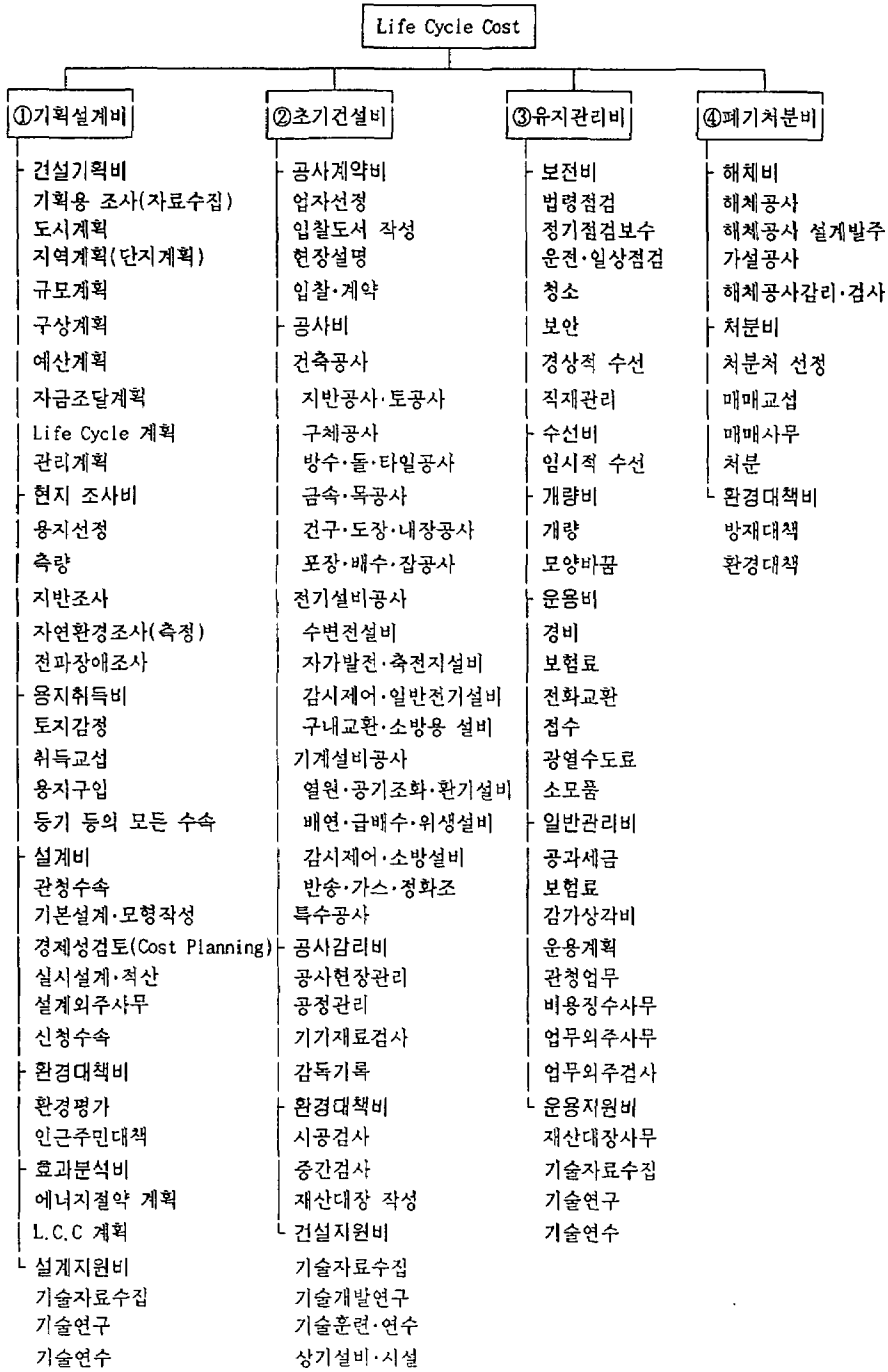 Life Cycle Cost
①기획설계비
건설기획비
기획용 조사(자료수집)
도시계획
지역계획(단지계획)
규모계획
구상계획
예산계획
자금조달계획
Life Cycle 계획
관리계획
현지 조사비
용지선정
측량
지반조사
자연환경조사(측정)
전파장애조사
용지취득비
토지감정
취득교섭
용지구입
등기 등의 모든 수속
설계비
관청수속
기본설계·모형작성
경제성검토(Cost Planning)
실시설계·적산
설계외주사무
신청수속
환경대책비
환경평가
인근주민대책
효과분석비
에너지절약 계획
L.C.C 계획
설계지원비
기술자료수집
기술연구
기술연수
②초기건설비
공사계약비
업자선정
입찰도서 작성
현장설명
입찰·계약
공사비
건축공사
지반공사·토공사
구체공사
방수·돌·타일공사
금속·목공사
건구·도장·내장공사
포장·배수·잡공사
전기설비공사
수변전설비
자가발전·축전지설비
감시제어·일반전기설비
구내교환·소방용 설비
기계설비공사
열원·공기조화·환기설비
배연·급배수·위생설비
감시제어·소방설비
반송·가스·정화조
특수공사
공사감리비
공사현장관리
공정관리
기기재료검사
감독기록
환경대책비
시공검사
중간검사
재산대장 작성
건설지원비
기술자료수집
기술개발연구
기술훈련·연수
상기설비·시설
③유지관리비
보전비
법령점검
정기점검보수
운전·일상점검
청소
보안
경상적 수선
직재관리
수선비
임시적 수선
개량비
개량
모양바꿈
운용비
경비
보험료
전화교환
접수
광열수도료
소모품
일반관리비
공과세금
보험료
감가상각비
운용계획
관청업무
비용징수사무
업무외주사무
업무외주검사
운용지원비
재산대장사무
기술자료수집
기술연구
기술연수
④폐기처분비
해체비
해체공사
해체공사 설계발주
가설공사
해체공사감리·검사
처분비
처분처 선정
매매교섭
매매사무
처분
환경대책비
방재대책
환경대책